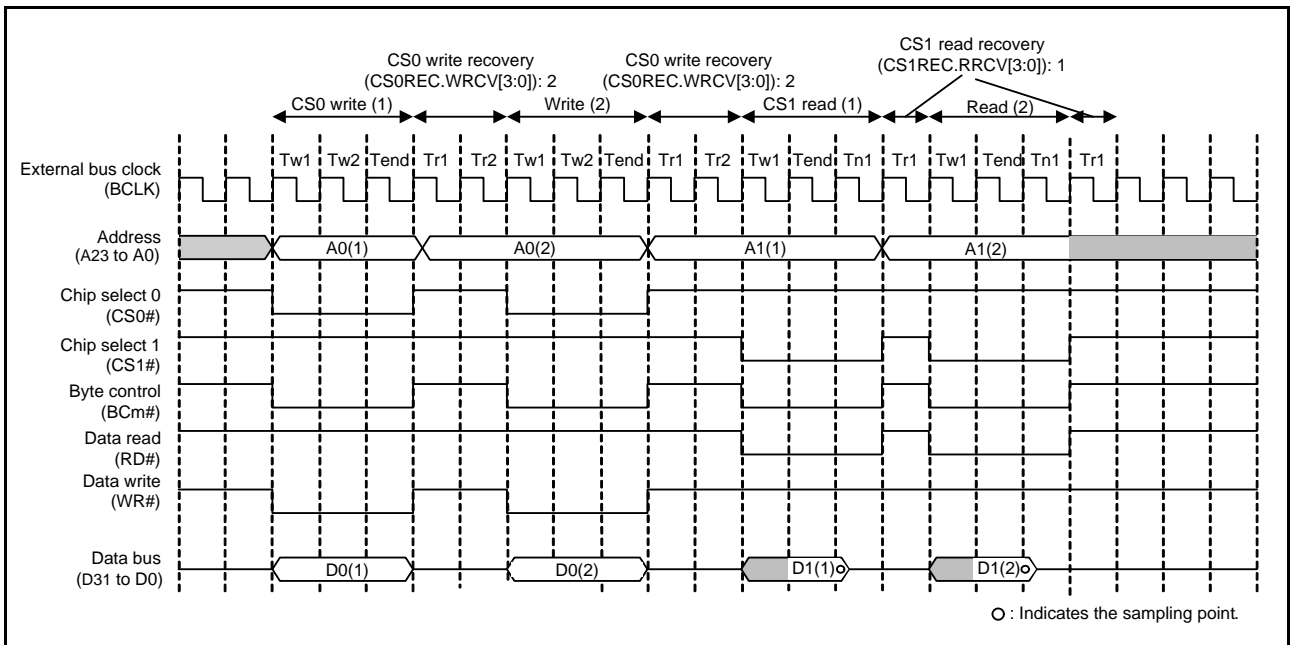 CS0 write recovery
(CS0REC.WRCV[3:0]): 2
CS0 write recovery
(CS0REC.WRCV[3:0]): 2
CS1 read recovery
(CS1REC.RRCV[3:0]): 1
CS0 write (1)
Write (2)
CS1 read (1)
Read (2)
Tw1 Tw2 Tend Tr1 Tr2 Tw1 Tw2 Tend Tr1 Tr2 Tw1 Tend Tn1 Tr1 Tw1 Tend Tn1 Tr1
External bus clock
(BCLK)
Address
(A23 to A0)
A0(1) A0(2) A1(1) A1(2)
Chip select 0
(CS0#)
Chip select 1
(CS1#)
Byte control
(BCm#)
Data read
(RD#)
Data write
(WR#)
Data bus
(D31 to D0)
D0(1) D0(2) D1(1) D1(2)
: Indicates the sampling point.